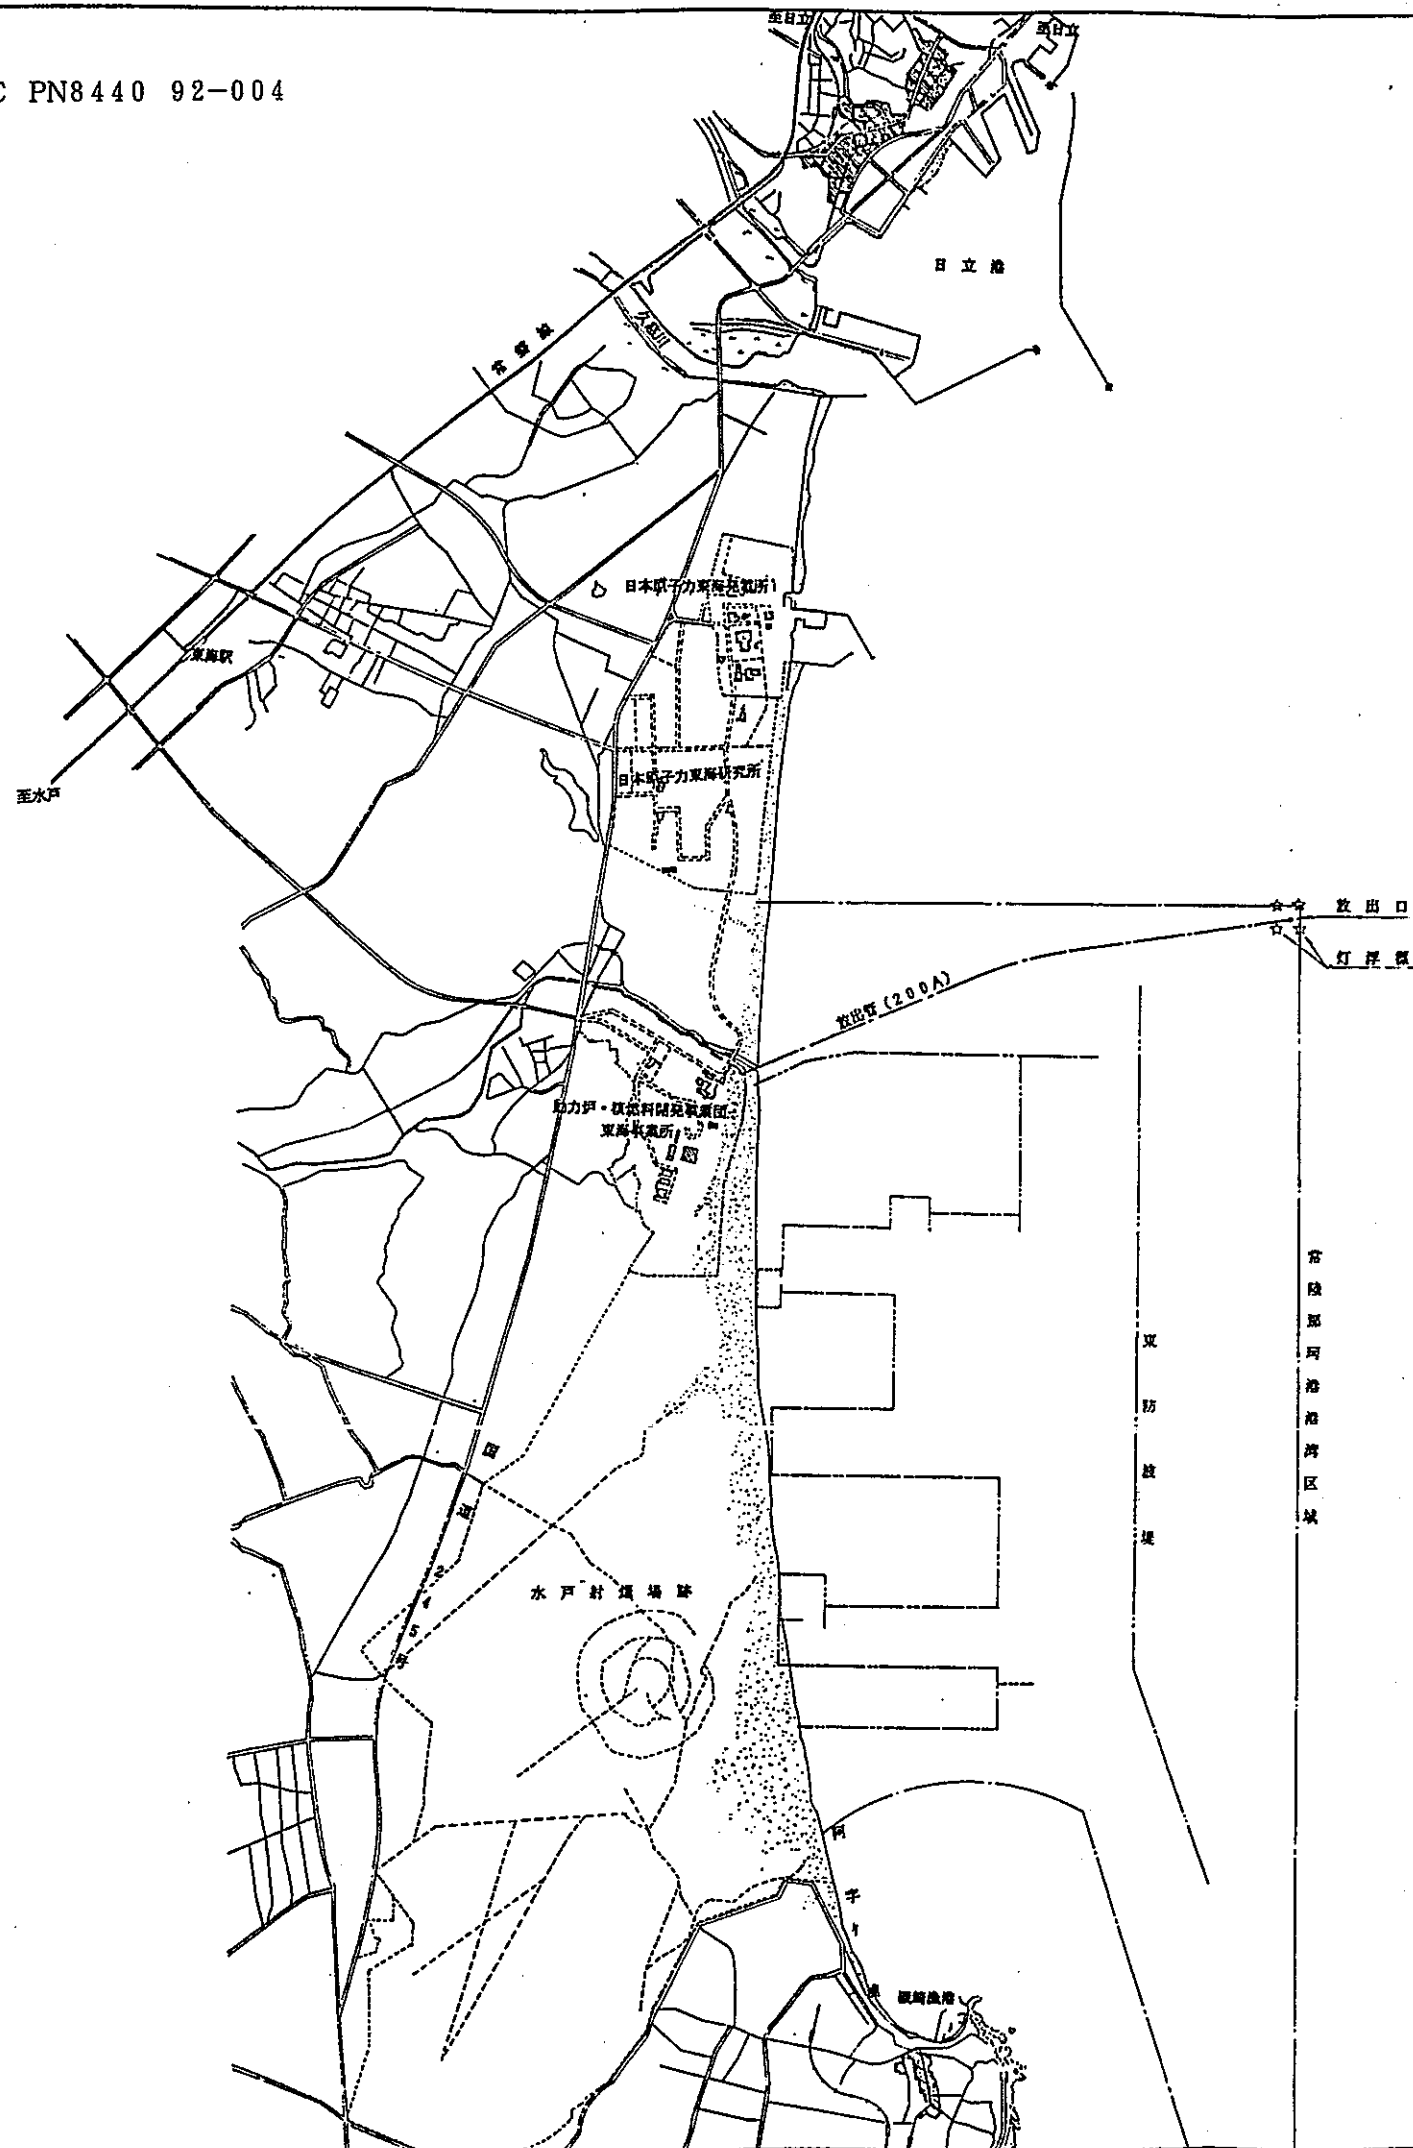 C PN8440 92-004
至日立
至日立
日立港
久慈川
常磐線
日本原子力東海発電所
東海駅
日本原子力東海研究所
至水戸
放出口
灯浮標
放出管(200A)
動力炉・核燃料開発事業団
東海事業所
常陸那珂港港湾区域
東防波堤
国道245号
水戸射爆場跡
阿字ヶ浦
磯崎漁港